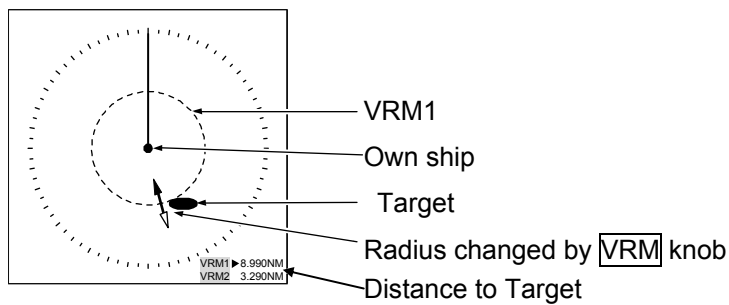 VRM1
Own ship
Target
Radius changed by VRM knob
VRM1 ▶8.990NM
VRM2 3.290NM
Distance to Target